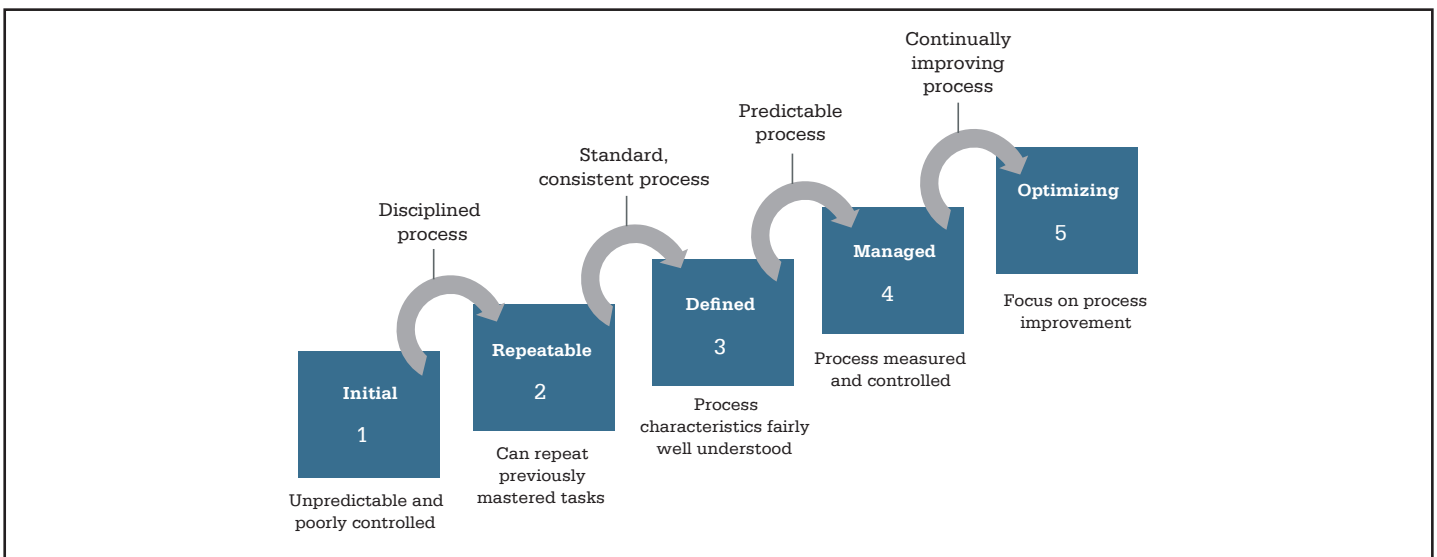 Continually
improving
process
Predictable
process
Standard,
consistent process
Disciplined
process
Optimizing
5
Focus on process
improvement
Managed
4
Process measured
and controlled
Defined
3
Process
characteristics fairly
well understood
Repeatable
2
Can repeat
previously
mastered tasks
Initial
1
Unpredictable and
poorly controlled